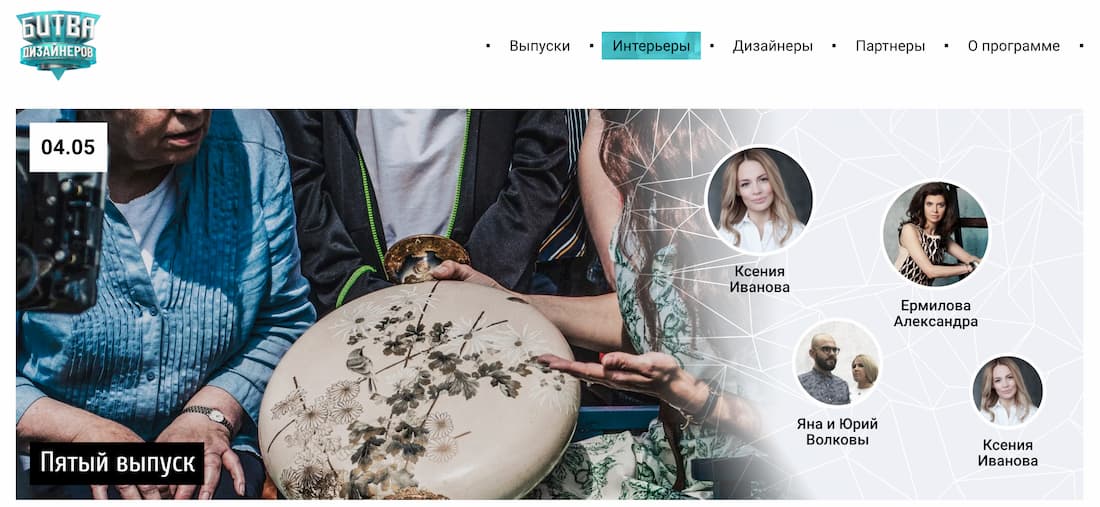 БИТВА
ДИЗАЙНЕРОВ
Выпуски
Интерьеры
Дизайнеры
Партнеры
О программе
04.05
Ксения
Иванова
Ермилова
Александра
Яна и Юрий
Волковы
Ксения
Иванова
Пятый выпуск